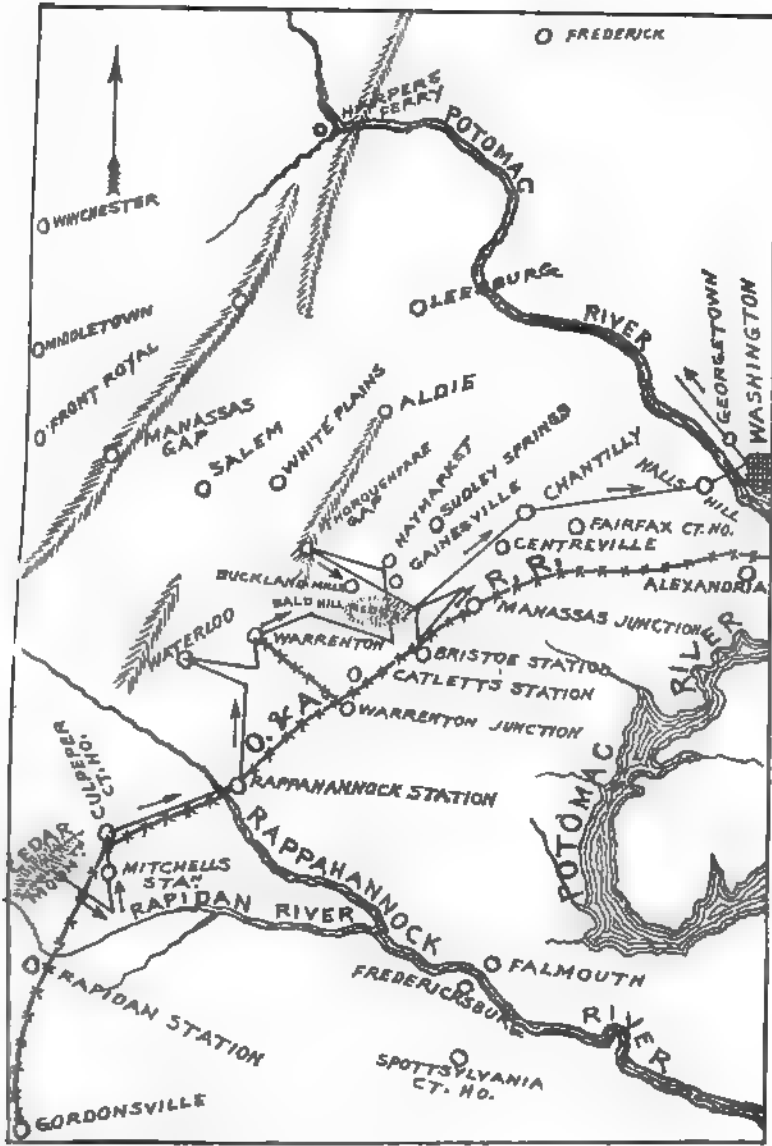 FREDERICK
HARPERS
FERRY
POTOMAC
WINCHESTER
LEESBURG
RIVER
GEORGETOWN
WASHINGTON
MIDDLETOWN
FRONT ROYAL
MANASSAS
GAP
SALEM
WHITE PLAINS
ALDIE
THOROUGHFARE
GAP
HAYMARKET
SUDLEY SPRINGS
GAINESVILLE
CHANTILLY
HALLS
HILL
FAIRFAX CT. HO.
CENTREVILLE
R. R.
ALEXANDRIA
BUCKLAND MILLS
BALD HILL
MANASSAS JUNCTION
WATERLOO
WARRENTON
BRISTOE STATION
CATLETTS STATION
WARRENTON JUNCTION
RIVER
POTOMAC
O. & A.
CULPEPER
CT. HO.
RAPPAHANNOCK STATION
CEDAR
MOUNT.
MITCHELLS
STAN
RAPPAHANNOCK
RAPIDAN RIVER
RAPIDAN STATION
FALMOUTH
FREDERICKSBURG
RIVER
SPOTTSYLVANIA
CT. HO.
GORDONSVILLE